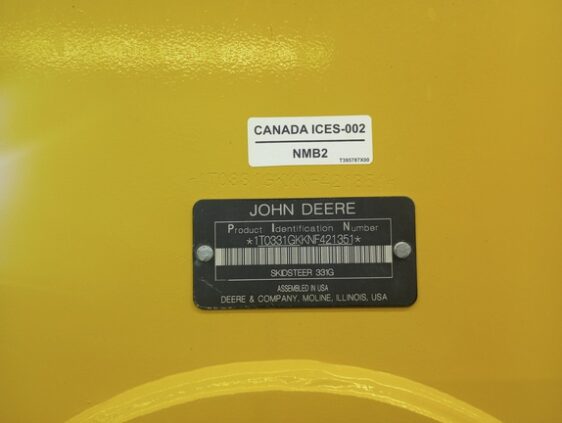 CANADA ICES-002
NMB2
T395787X00
JOHN DEERE
Product Identification Number
*1T0331GKKNF421351*
SKIDSTEER 331G
ASSEMBLED IN USA
DEERE & COMPANY, MOLINE, ILLINOIS, USA